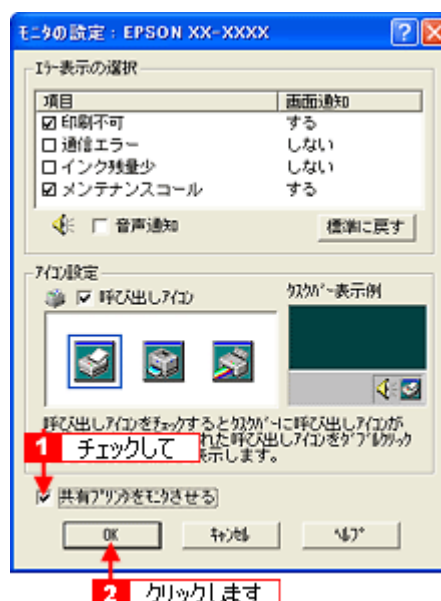 モニタの設定 : EPSON XX-XXXX
エラー表示の選択
項目 画面通知
印刷不可 する
通信エラー しない
インク残量少 しない
メンテナンスコール する
音声通知 標準に戻す
アイコン設定
呼び出しアイコン
タスクバー表示例
呼び出しアイコンをチェックするとタスクバーに呼び出しアイコンが
れた呼び出しアイコンをダブルクリック
示します。
1 チェックして
共有プリンタをモニタさせる
OK キャンセル ヘルプ
2 クリックします